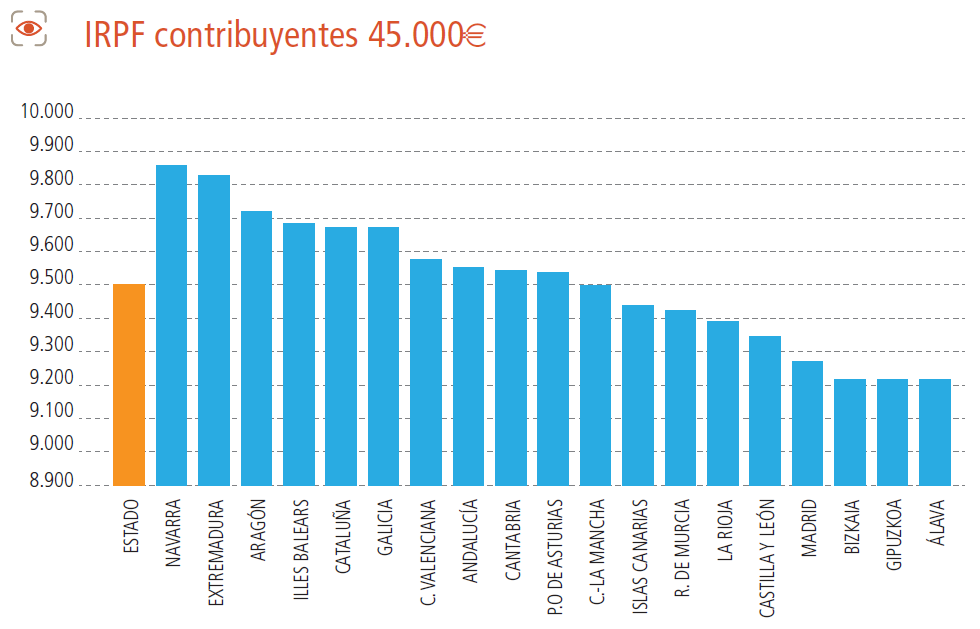 IRPF contribuyentes 45.000€
10.000
9.900
9.800
9.700
9.600
9.500
9.400
9.300
9.200
9.100
9.000
8.900
ESTADO
NAVARRA
EXTREMADURA
ARAGÓN
ILLES BALEARS
CATALUÑA
GALICIA
C. VALENCIANA
ANDALUCÍA
CANTABRIA
P.O DE ASTURIAS
C.-LA MANCHA
ISLAS CANARIAS
R. DE MURCIA
LA RIOJA
CASTILLA Y LEÓN
MADRID
BIZKAIA
GIPUZKOA
ÁLAVA